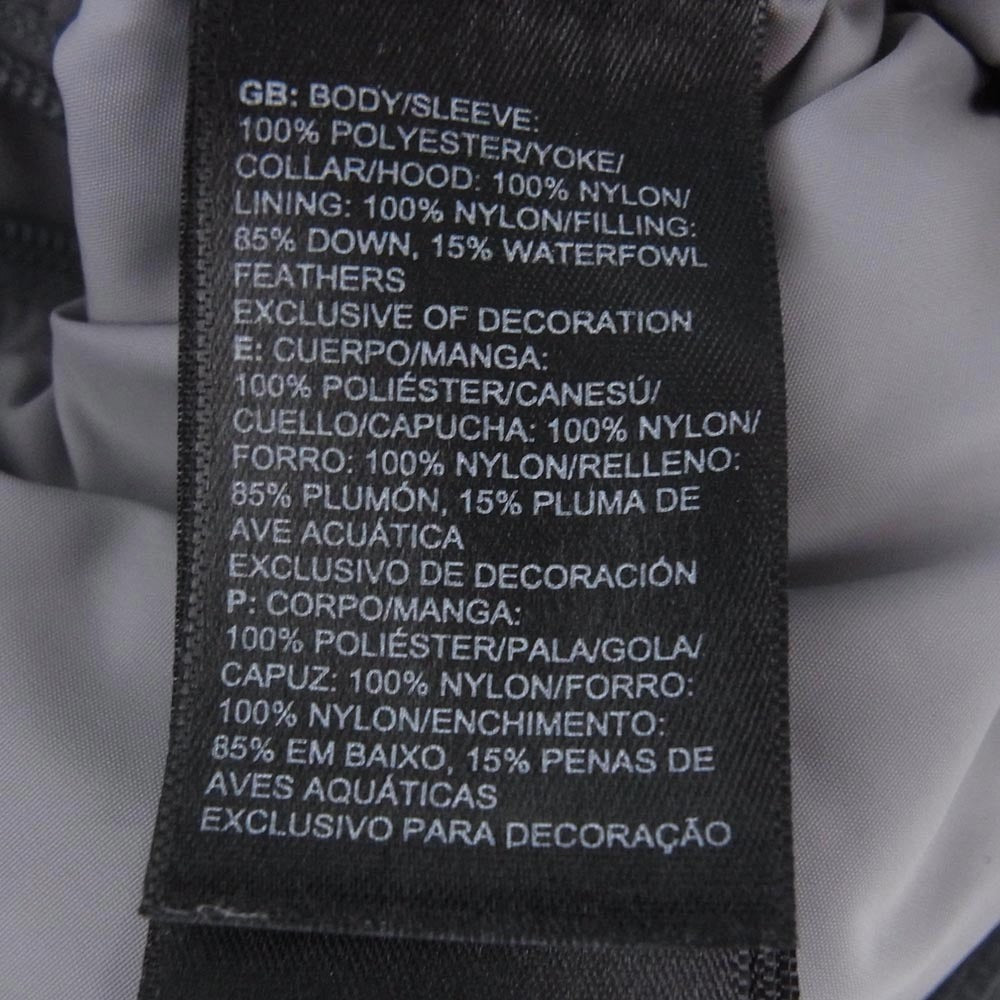 GB: BODY/SLEEVE:
100% POLYESTER/YOKE/
COLLAR/HOOD: 100% NYLON/
LINING: 100% NYLON/FILLING:
85% DOWN, 15% WATERFOWL
FEATHERS
EXCLUSIVE OF DECORATION
E: CUERPO/MANGA:
100% POLIÉSTER/CANESÚ/
CUELLO/CAPUCHA: 100% NYLON/
FORRO: 100% NYLON/RELLENO:
85% PLUMÓN, 15% PLUMA DE
AVE ACUÁTICA
EXCLUSIVO DE DECORACIÓN
P: CORPO/MANGA:
100% POLIÉSTER/PALA/GOLA/
CAPUZ: 100% NYLON/FORRO:
100% NYLON/ENCHIMENTO:
85% EM BAIXO, 15% PENAS DE
AVES AQUÁTICAS
EXCLUSIVO PARA DECORAÇÃO